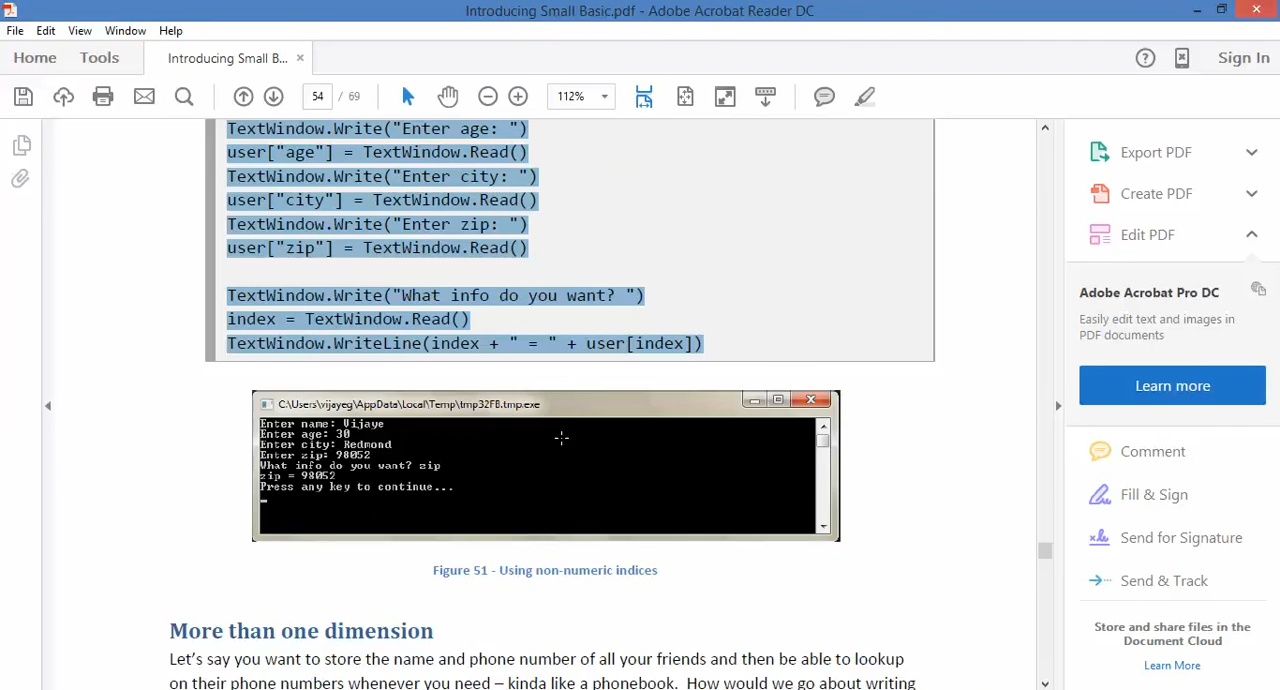 Introducing Small Basic.pdf - Adobe Acrobat Reader DC
File Edit View Window Help
Home Tools Introducing Small B... × Sign In
54 / 69 112%
TextWindow.Write("Enter age: ")
user["age"] = TextWindow.Read()
TextWindow.Write("Enter city: ")
user["city"] = TextWindow.Read()
TextWindow.Write("Enter zip: ")
user["zip"] = TextWindow.Read()
TextWindow.Write("What info do you want? ")
index = TextWindow.Read()
TextWindow.WriteLine(index + " = " + user[index])
C:\Users\vijayeg\AppData\Local\Temp\tmp32FB.tmp.exe
Enter name: Vijaye
Enter age: 30
Enter city: Redmond
Enter zip: 98052
What info do you want? zip
zip = 98052
Press any key to continue...
Figure 51 - Using non-numeric indices
More than one dimension
Let's say you want to store the name and phone number of all your friends and then be able to lookup
on their phone numbers whenever you need – kinda like a phonebook. How would we go about writing
Export PDF
Create PDF
Edit PDF
Adobe Acrobat Pro DC
Easily edit text and images in
PDF documents
Learn more
Comment
Fill & Sign
Send for Signature
Send & Track
Store and share files in the
Document Cloud
Learn More